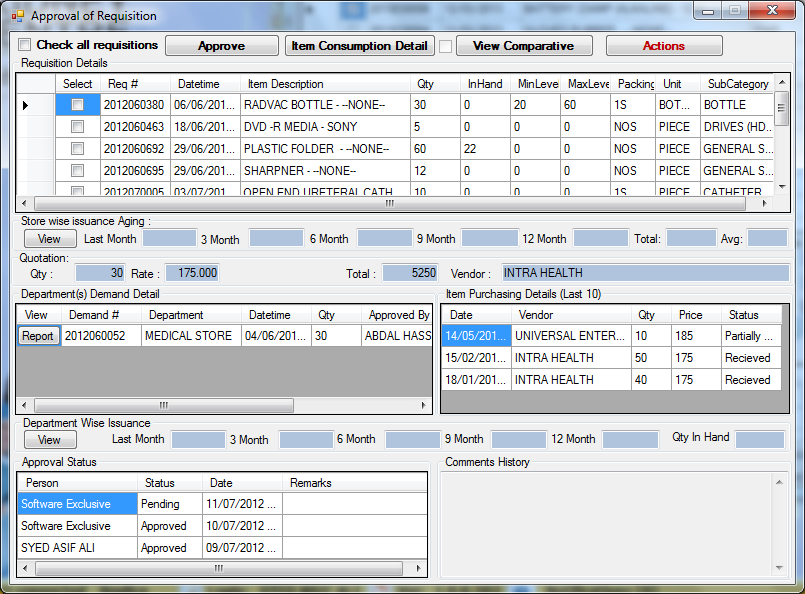 Approval of Requisition
Check all requisitions Approve Item Consumption Detail View Comparative Actions
Requisition Details
Select Req # Datetime Item Description Qty InHand MinLevel MaxLeve Packing Unit SubCategory
2012060380 06/06/201... RADVAC BOTTLE - --NONE-- 30 0 20 60 1S BOT... BOTTLE
2012060463 18/06/201... DVD -R MEDIA - SONY 5 0 0 0 NOS PIECE DRIVES (HD...
2012060692 29/06/201... PLASTIC FOLDER - --NONE-- 60 22 0 0 NOS PIECE GENERAL S...
2012060695 29/06/201... SHARPNER - --NONE-- 12 0 0 0 NOS PIECE GENERAL S...
2012070005 03/07/201... OPEN END URETERAL CATH... 10 0 0 0 1S PIECE CATHETER
Store wise issuance Aging :
View Last Month 3 Month 6 Month 9 Month 12 Month Total: Avg:
Quotation:
Qty : 30 Rate : 175.000 Total : 5250 Vendor : INTRA HEALTH
Department(s) Demand Detail
View Demand # Department Datetime Qty Approved By
Report 2012060052 MEDICAL STORE 04/06/201... 30 ABDAL HASS
Item Purchasing Details (Last 10)
Date Vendor Qty Price Status
14/05/201... UNIVERSAL ENTER... 10 185 Partially ...
15/02/201... INTRA HEALTH 50 175 Recieved
18/01/201... INTRA HEALTH 40 175 Recieved
Department Wise Issuance
View Last Month 3 Month 6 Month 9 Month 12 Month Qty In Hand
Approval Status
Person Status Date Remarks
Software Exclusive Pending 11/07/2012 ...
Software Exclusive Approved 10/07/2012 ...
SYED ASIF ALI Approved 09/07/2012 ...
Comments History